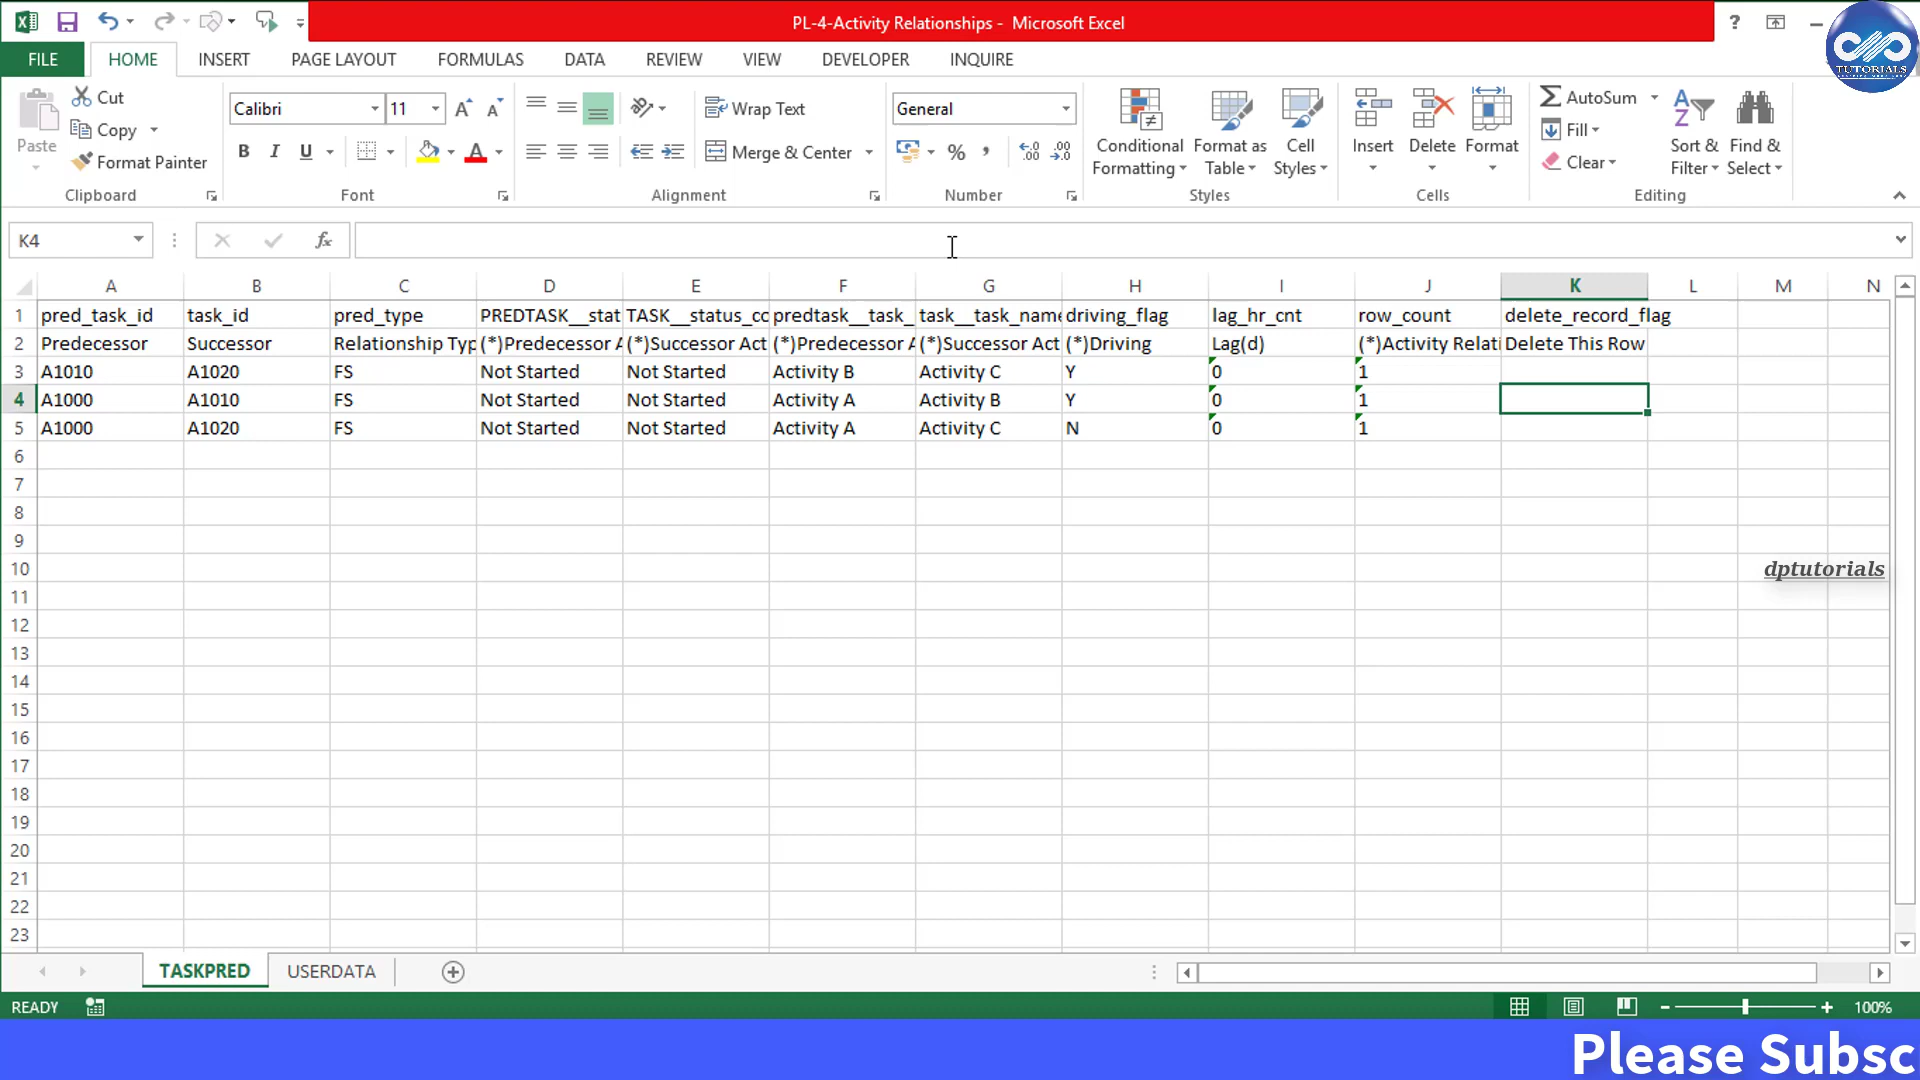 PL-4-Activity Relationships - Microsoft Excel
?
TUTORIALS
FILE HOME INSERT PAGE LAYOUT FORMULAS DATA REVIEW VIEW DEVELOPER INQUIRE
Paste
Cut
Copy
Format Painter
Clipboard
Calibri 11
B I U
Font
Wrap Text
Merge & Center
Alignment
General
%
Number
Conditional Formatting
Format as Table
Cell Styles
Styles
Insert Delete Format
Cells
AutoSum
Fill
Clear
Sort & Filter
Find & Select
Editing
K4 fx
A B C D E F G H I J K L M N
1 pred_task_id task_id pred_type PREDTASK__stat TASK__status_co predtask__task_ task__task_name driving_flag lag_hr_cnt row_count delete_record_flag
2 Predecessor Successor Relationship Typ (*)Predecessor A (*)Successor Act (*)Predecessor A (*)Successor Act (*)Driving Lag(d) (*)Activity Relati Delete This Row
3 A1010 A1020 FS Not Started Not Started Activity B Activity C Y 0 1
4 A1000 A1010 FS Not Started Not Started Activity A Activity B Y 0 1
5 A1000 A1020 FS Not Started Not Started Activity A Activity C N 0 1
6
7
8
9
10
dptutorials
11
12
13
14
15
16
17
18
19
20
21
22
23
TASKPRED USERDATA
READY 100%
Please Subsc